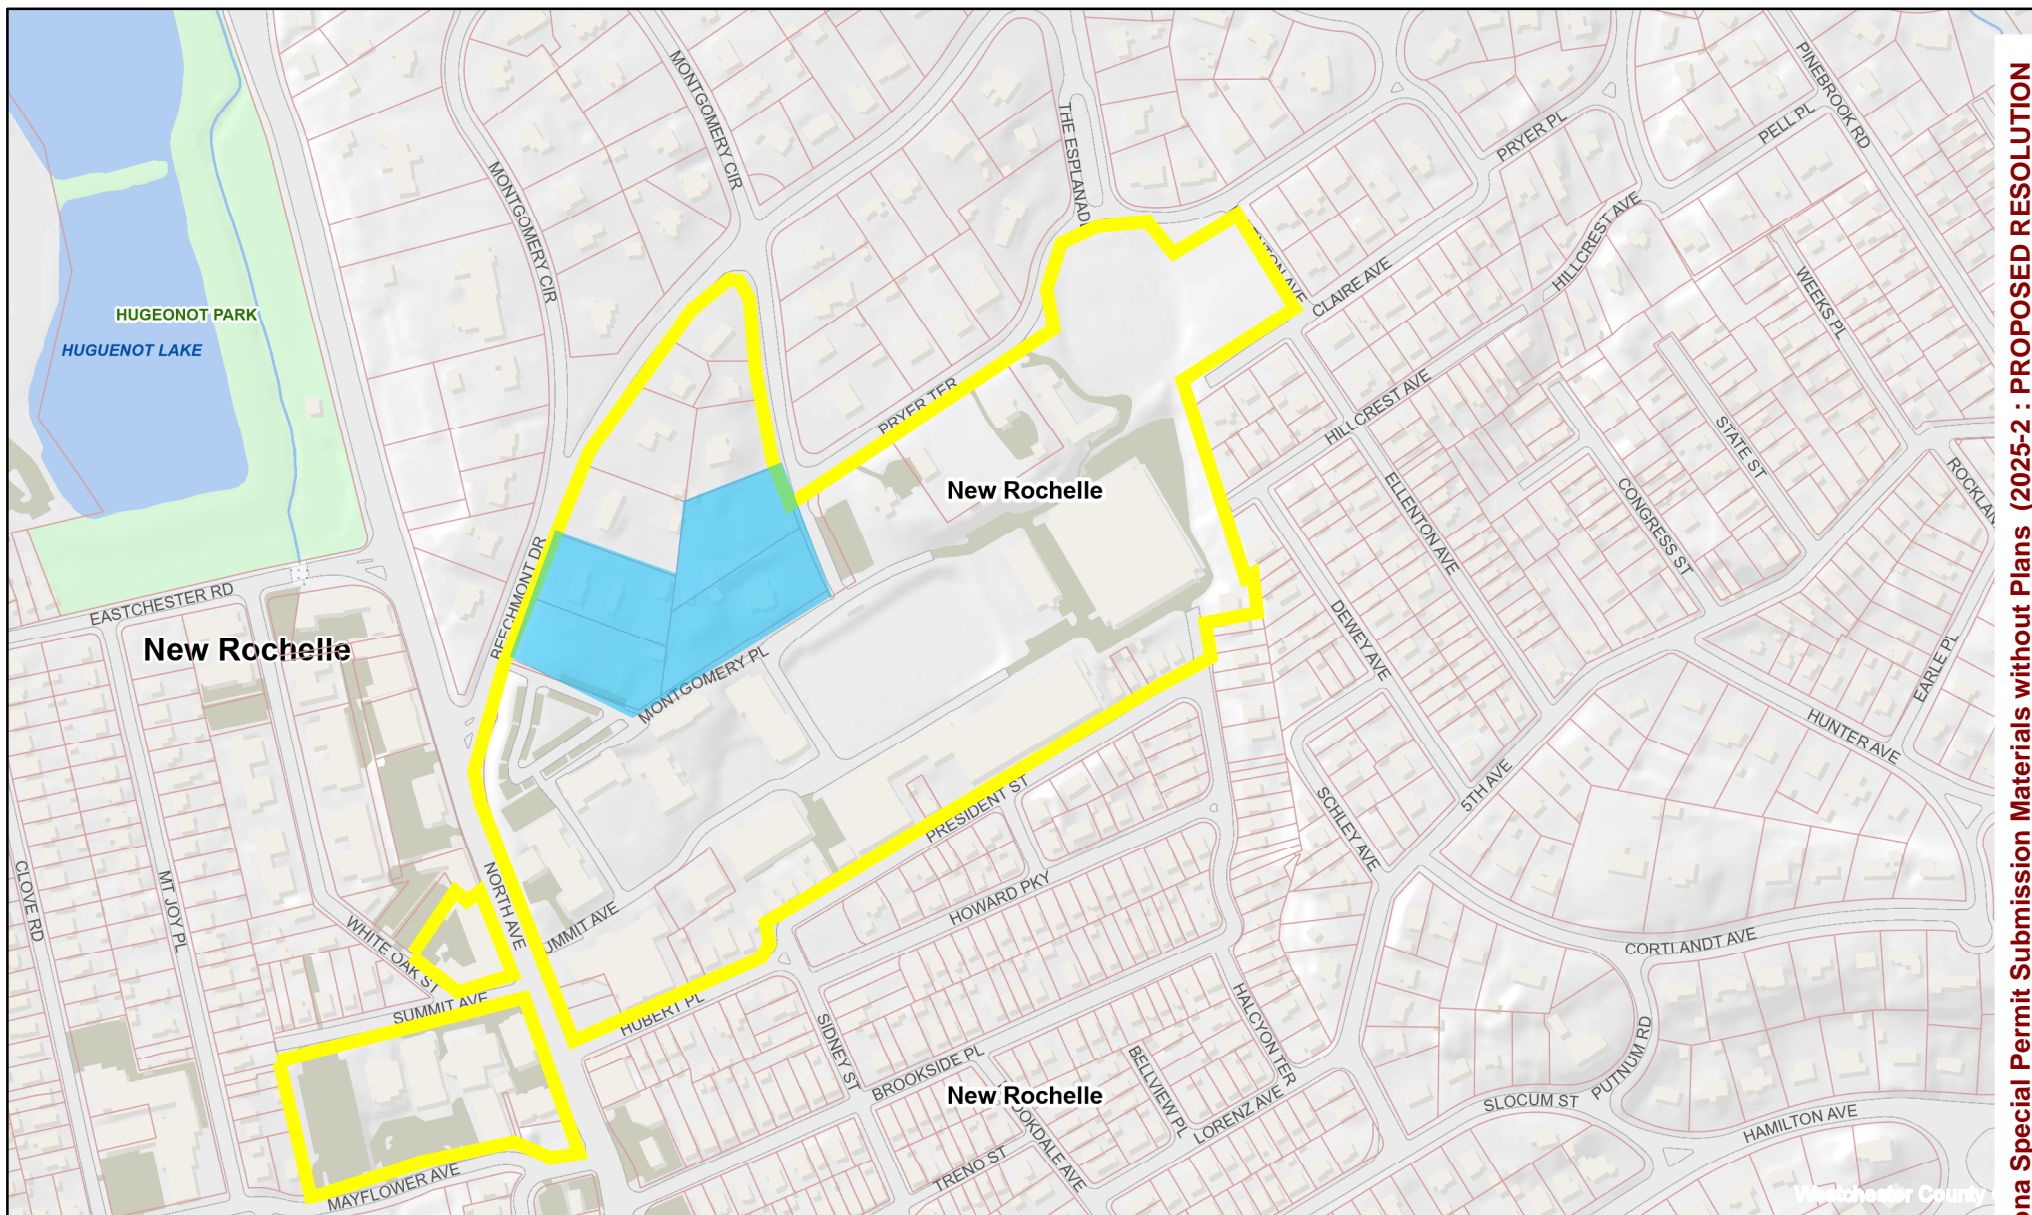 MONTGOMERY CIR
PINEBROOK RD
THE ESPLANAD
PRYER PL
PELL PL
MONTGOMERY CIR
HILLCREST AVE
CLAIRE AVE
WEEKS PL
HUGEONOT PARK
HUGUENOT LAKE
PRYER TER
HILLCREST AVE
STATE ST
New Rochelle
ELLENTON AVE
CONGRESS ST
BEECHMONT DR
EASTCHESTER RD
DEWEY AVE
New Rochelle
MONTGOMERY PL
EARLE PL
HUNTER AVE
5TH AVE
PRESIDENT ST
SCHLEY AVE
CLOVE RD
MT JOY PL
NORTH AVE
HOWARD PKY
WHITE OAK ST
UMMIT AVE
CORTLANDT AVE
SUMMIT AVE
HUBERT PL
SIDNEY ST
HALCYON TER
BROOKSIDE PL
BELLVIEW PL
PUTNUM RD
New Rochelle
OOKDALE AVE
LORENZ AVE
SLOCUM ST
HAMILTON AVE
TRENO ST
MAYFLOWER AVE
Westchester County
ona Special Permit Submission Materials without Plans (2025-2 : PROPOSED RESOLUTION